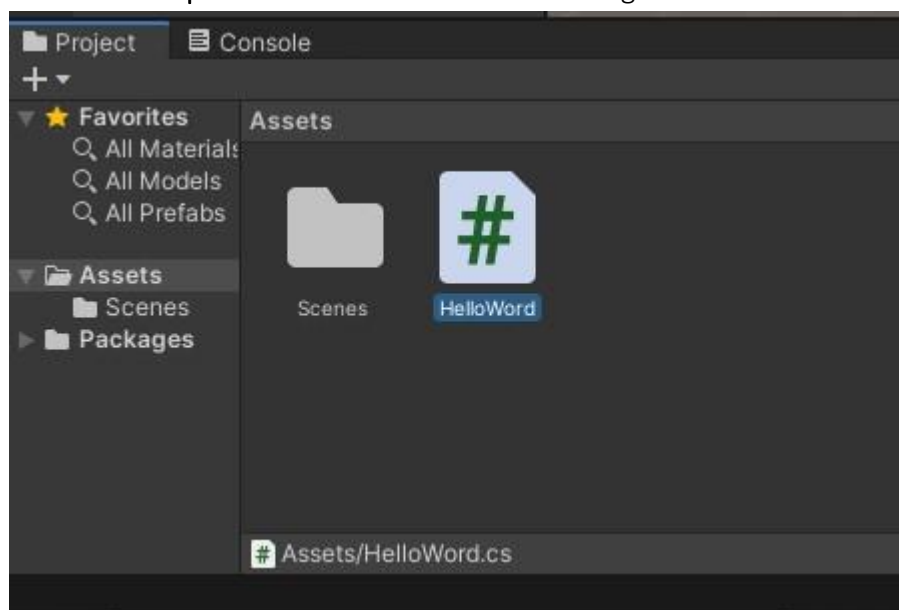 Project
Console
Favorites
All Materials
All Models
All Prefabs
Assets
Scenes
Packages
Assets
Scenes
HelloWord
#
Assets/HelloWord.cs